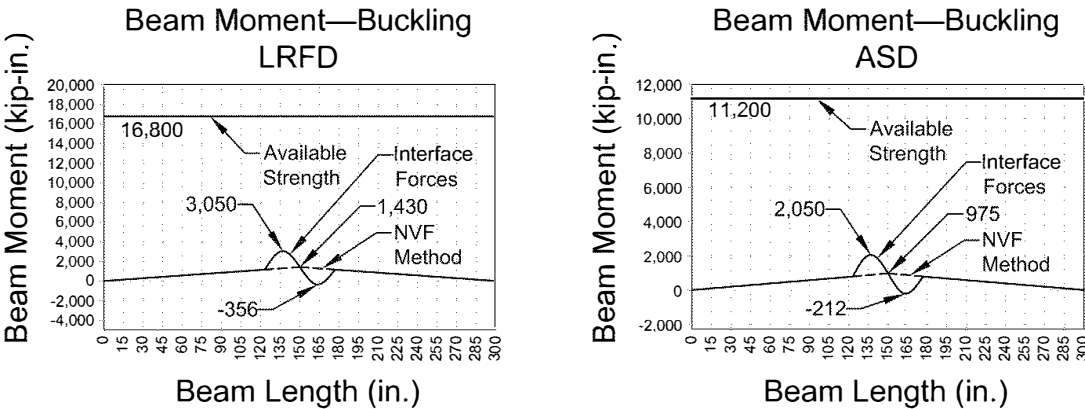 Beam Moment—Buckling
LRFD
Beam Moment (kip-in.)
20,000
18,000
16,000
14,000
12,000
10,000
8,000
6,000
4,000
2,000
0
-2,000
-4,000
16,800
Available
Strength
Interface
Forces
3,050
1,430
NVF
Method
-356
0 15 30 45 60 75 90 105 120 135 150 165 180 195 210 225 240 255 270 285 300
Beam Length (in.)
Beam Moment—Buckling
ASD
Beam Moment (kip-in.)
12,000
10,000
8,000
6,000
4,000
2,000
0
-2,000
11,200
Available
Strength
Interface
Forces
2,050
975
NVF
Method
-212
0 15 30 45 60 75 90 105 120 135 150 165 180 195 210 225 240 255 270 285 300
Beam Length (in.)